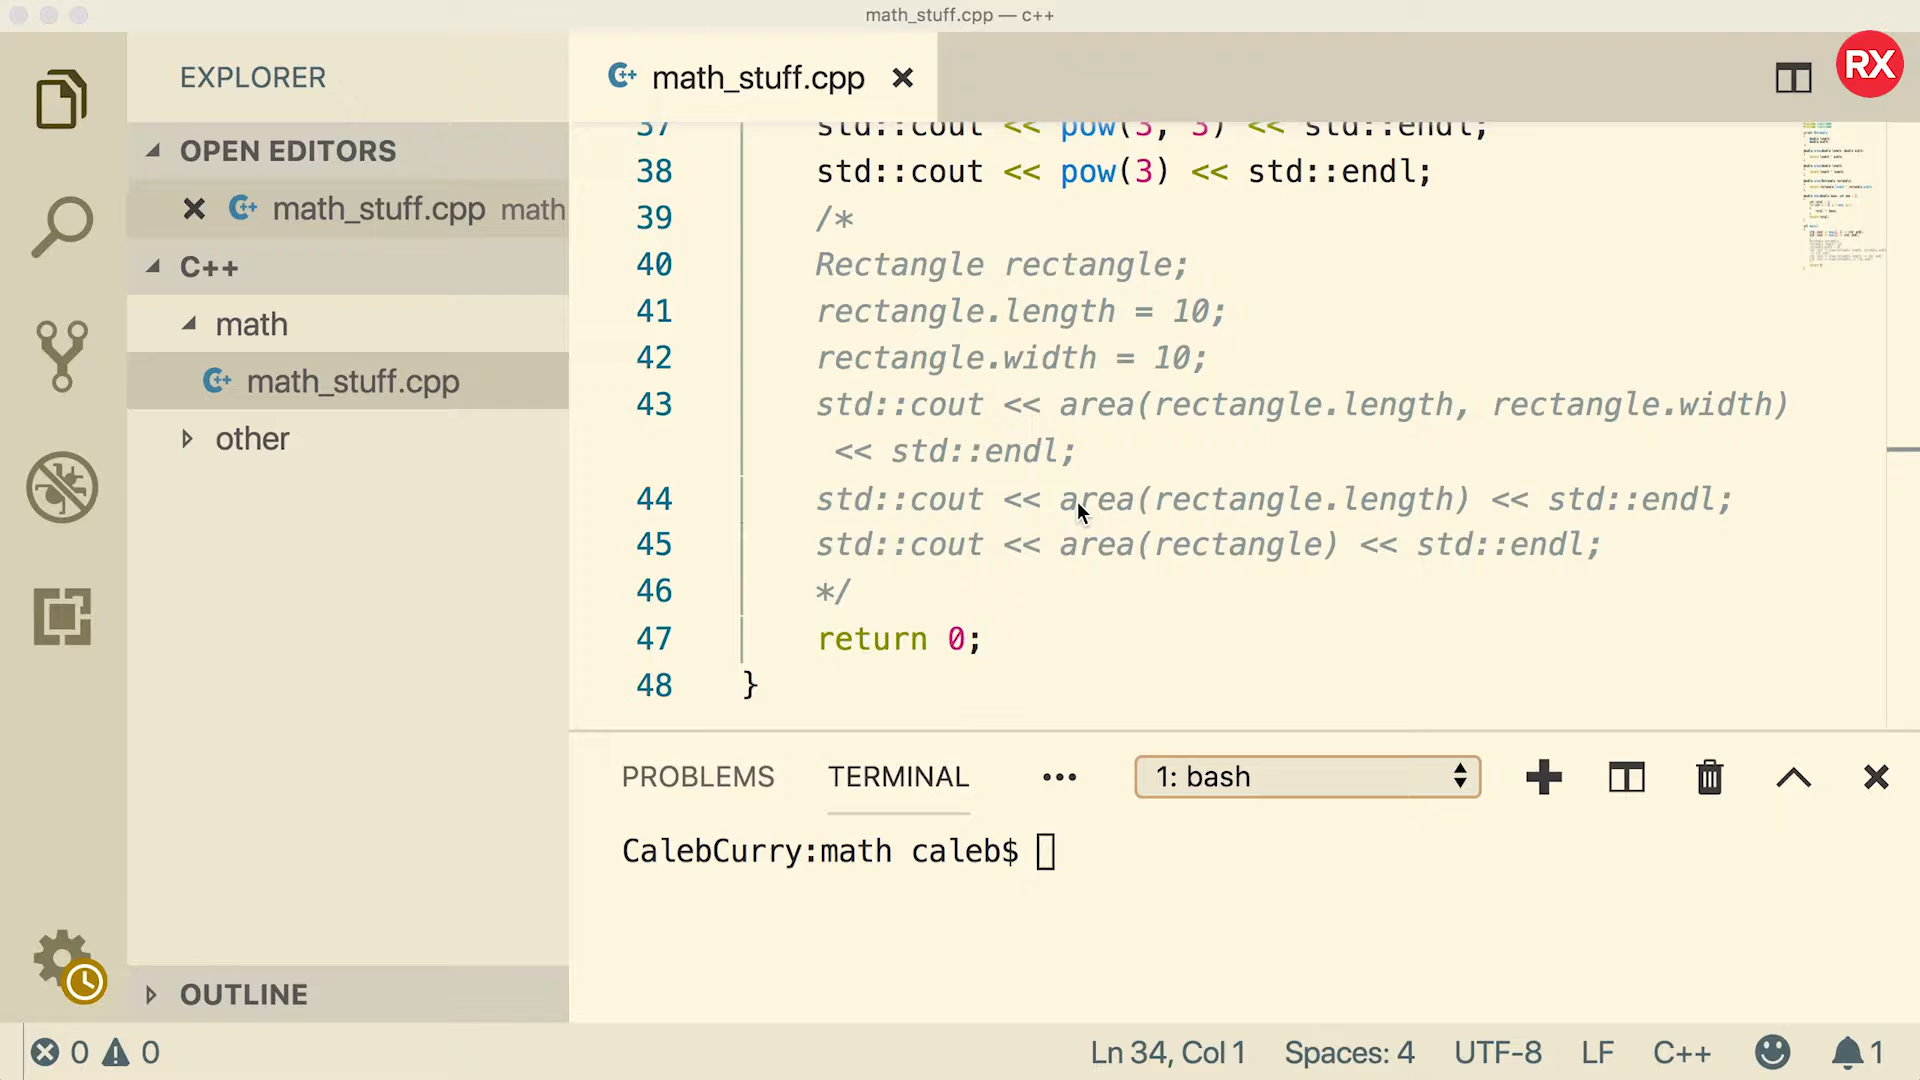 math_stuff.cpp — c++
RX
EXPLORER
OPEN EDITORS
math_stuff.cpp math
C++
math
math_stuff.cpp
other
OUTLINE
math_stuff.cpp
37 std::cout << pow(3, 3) << std::endl;
38 std::cout << pow(3) << std::endl;
39 /*
40 Rectangle rectangle;
41 rectangle.length = 10;
42 rectangle.width = 10;
43 std::cout << area(rectangle.length, rectangle.width)
<< std::endl;
44 std::cout << area(rectangle.length) << std::endl;
45 std::cout << area(rectangle) << std::endl;
46 */
47 return 0;
48 }
PROBLEMS TERMINAL ••• 1: bash
CalebCurry:math caleb$
0 0 Ln 34, Col 1 Spaces: 4 UTF-8 LF C++ 1